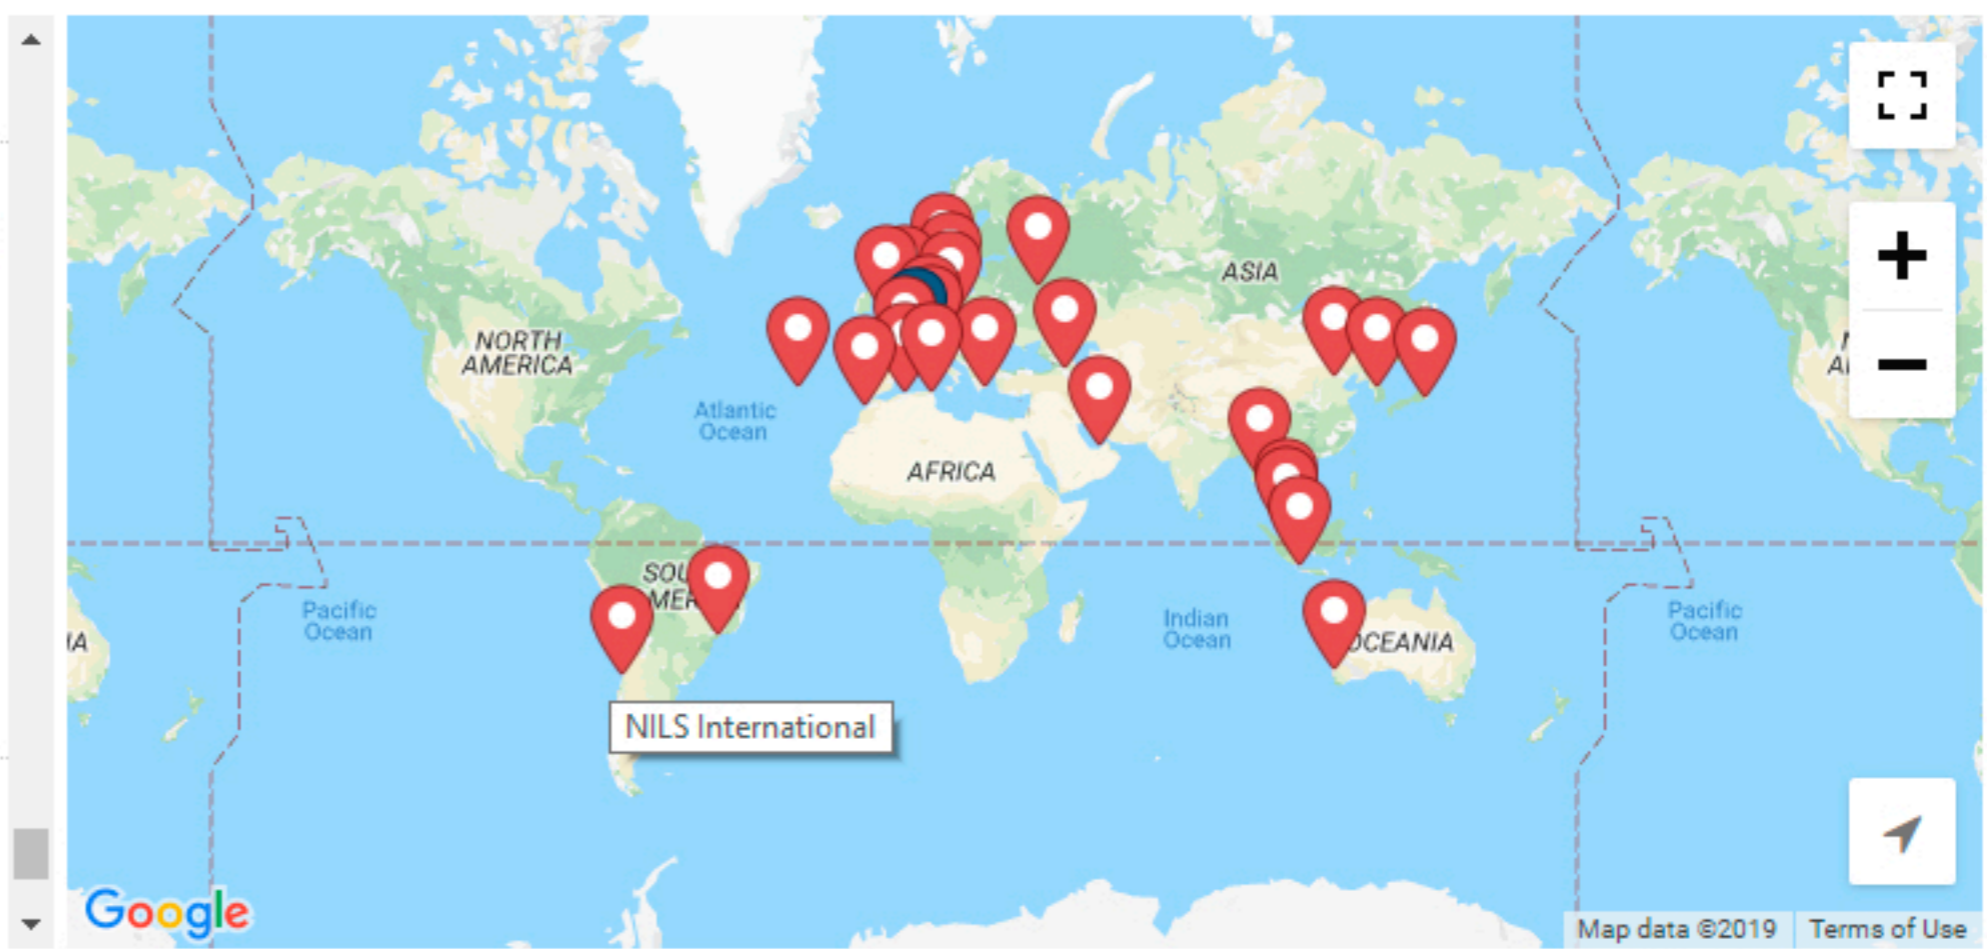 ASIA
NORTH
AMERICA
Atlantic
Ocean
AFRICA
Pacific
Ocean
Indian
Ocean
Pacific
Ocean
IA
OCEANIA
NILS International
Google
Map data ©2019
Terms of Use